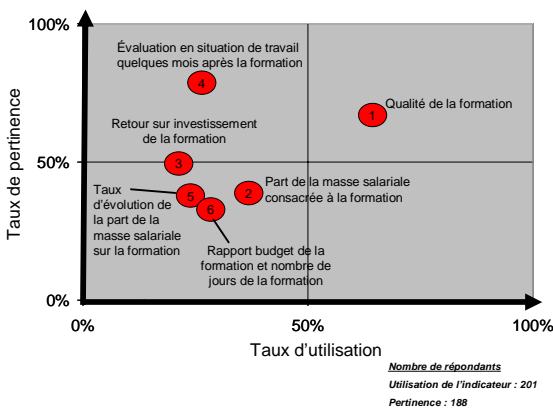 100%
Évaluation en situation de travail
quelques mois après la formation
4
Qualité de la formation
1
Retour sur investissement
de la formation
Taux de pertinence
50%
3
Taux
d'évolution de
la part de la
masse salariale
sur la formation
5
2
Part de la masse salariale
consacrée à la formation
6
Rapport budget de la
formation et nombre de
jours de la formation
0%
0%
50%
100%
Taux d'utilisation
Nombre de répondants
Utilisation de l'indicateur : 201
Pertinence : 188